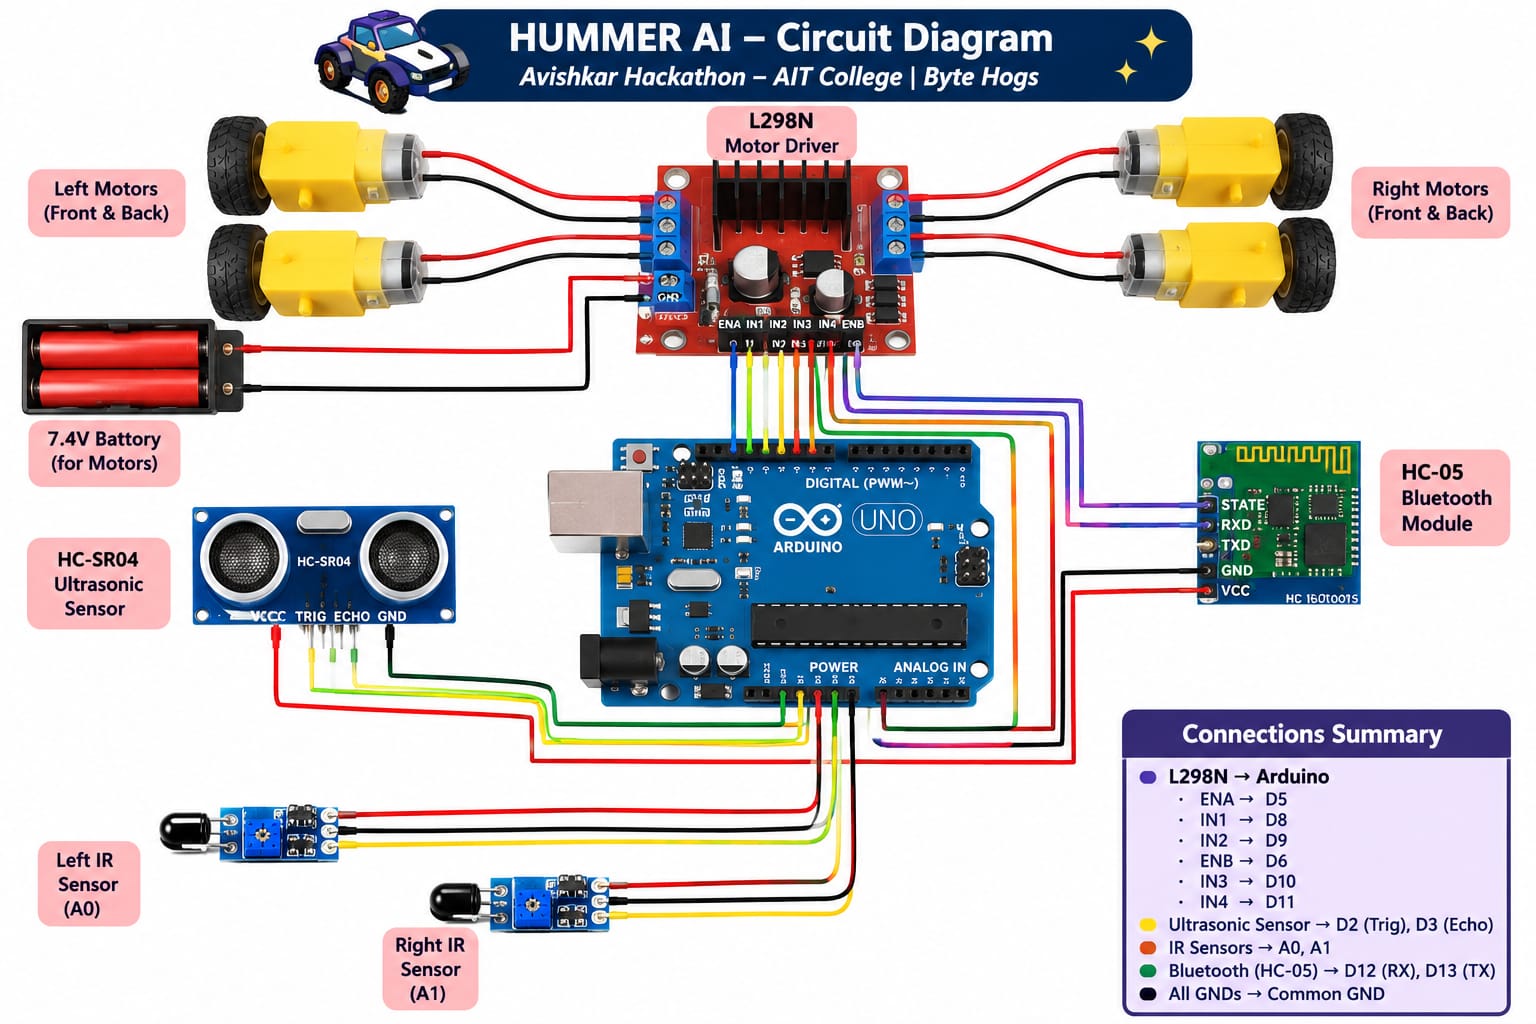 HUMMER AI – Circuit Diagram
Avishkar Hackathon – AIT College | Byte Hogs
L298N
Motor Driver
Left Motors
(Front & Back)
Right Motors
(Front & Back)
ENA IN1 IN2 IN3 IN4 ENB
7.4V Battory
(for Motors)
HC-SR04
Ultrasonic
Sensor
HC-SR04
TRIG ECHO GND
DIGITAL (PWM~)
UNO
ARDUINO
POWER
ANALOG IN
STATE
RXD
TXD
GND
VCC
HC-05
Bluetooth
Module
Left IR
Sensor
(A0)
Right IR
Sensor
(A1)
Connections Summary
L298N → Arduino
· ENA → D5
· IN1 → D8
· IN2 → D9
· ENB → D6
· IN3 → D10
· IN4 → D11
Ultrasonic Sensor → D2 (Trig), D3 (Echo)
IR Sensors → A0, A1
Bluetooth (HC-05) → D12 (RX), D13 (TX)
All GNDs → Common GND